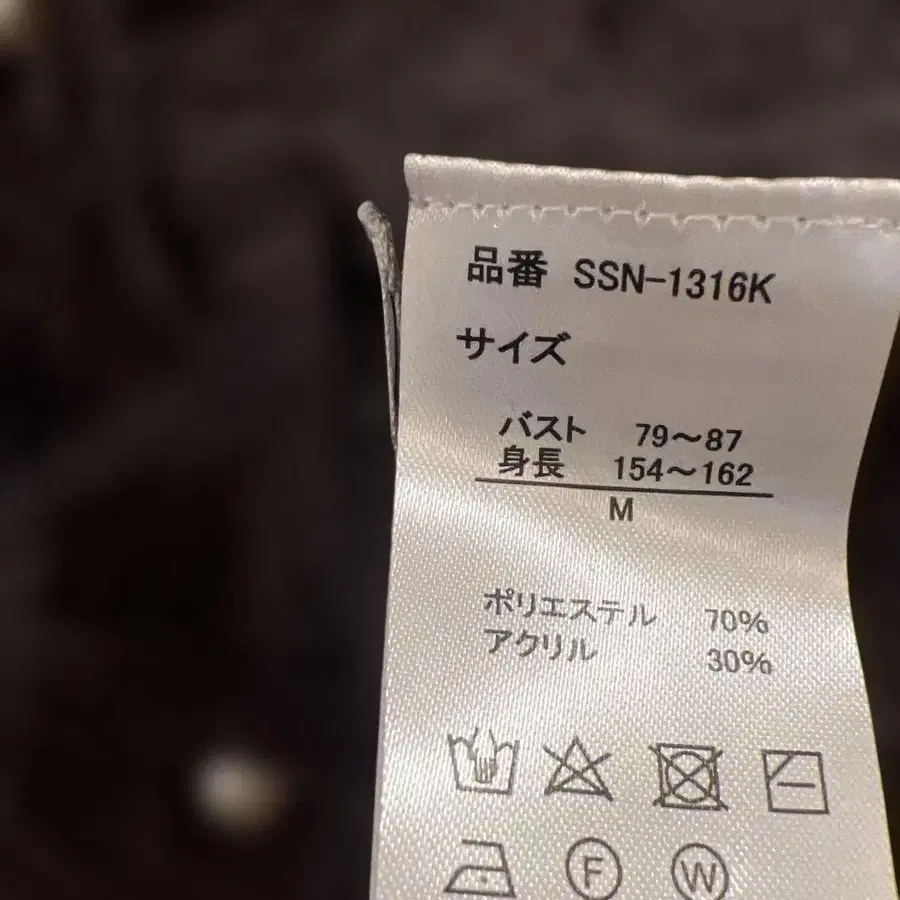 品番 SSN-1316K
サイズ
バスト 79～87
身長 154～162
M
ポリエステル 70%
アクリル 30%
F W